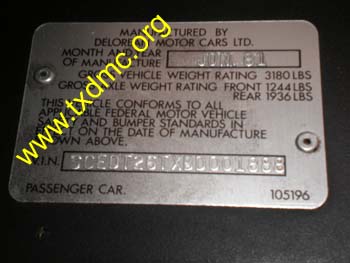 MANUFACTURED BY
DELOREAN MOTOR CARS LTD.
MONTH AND YEAR
OF MANUFACTURE JUN. 81
GROSS VEHICLE WEIGHT RATING 3180 LBS
GROSS AXLE WEIGHT RATING FRONT 1244 LBS
REAR 1936 LBS
THIS VEHICLE CONFORMS TO ALL
APPLICABLE FEDERAL MOTOR VEHICLE
SAFETY AND BUMPER STANDARDS IN
EFFECT ON THE DATE OF MANUFACTURE
SHOWN ABOVE.
V.I.N.
PASSENGER CAR. 105196
www.txdmc.org